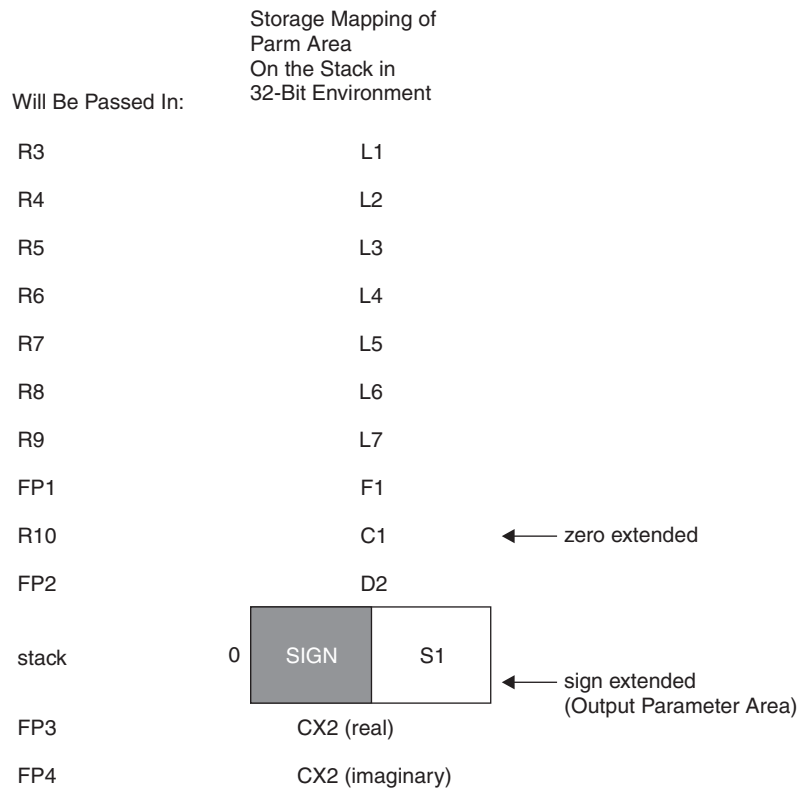 Storage Mapping of
Parm Area
On the Stack in
32-Bit Environment
Will Be Passed In:
R3 L1
R4 L2
R5 L3
R6 L4
R7 L5
R8 L6
R9 L7
FP1 F1
R10 C1 zero extended
FP2 D2
stack 0 SIGN S1
sign extended
(Output Parameter Area)
FP3 CX2 (real)
FP4 CX2 (imaginary)